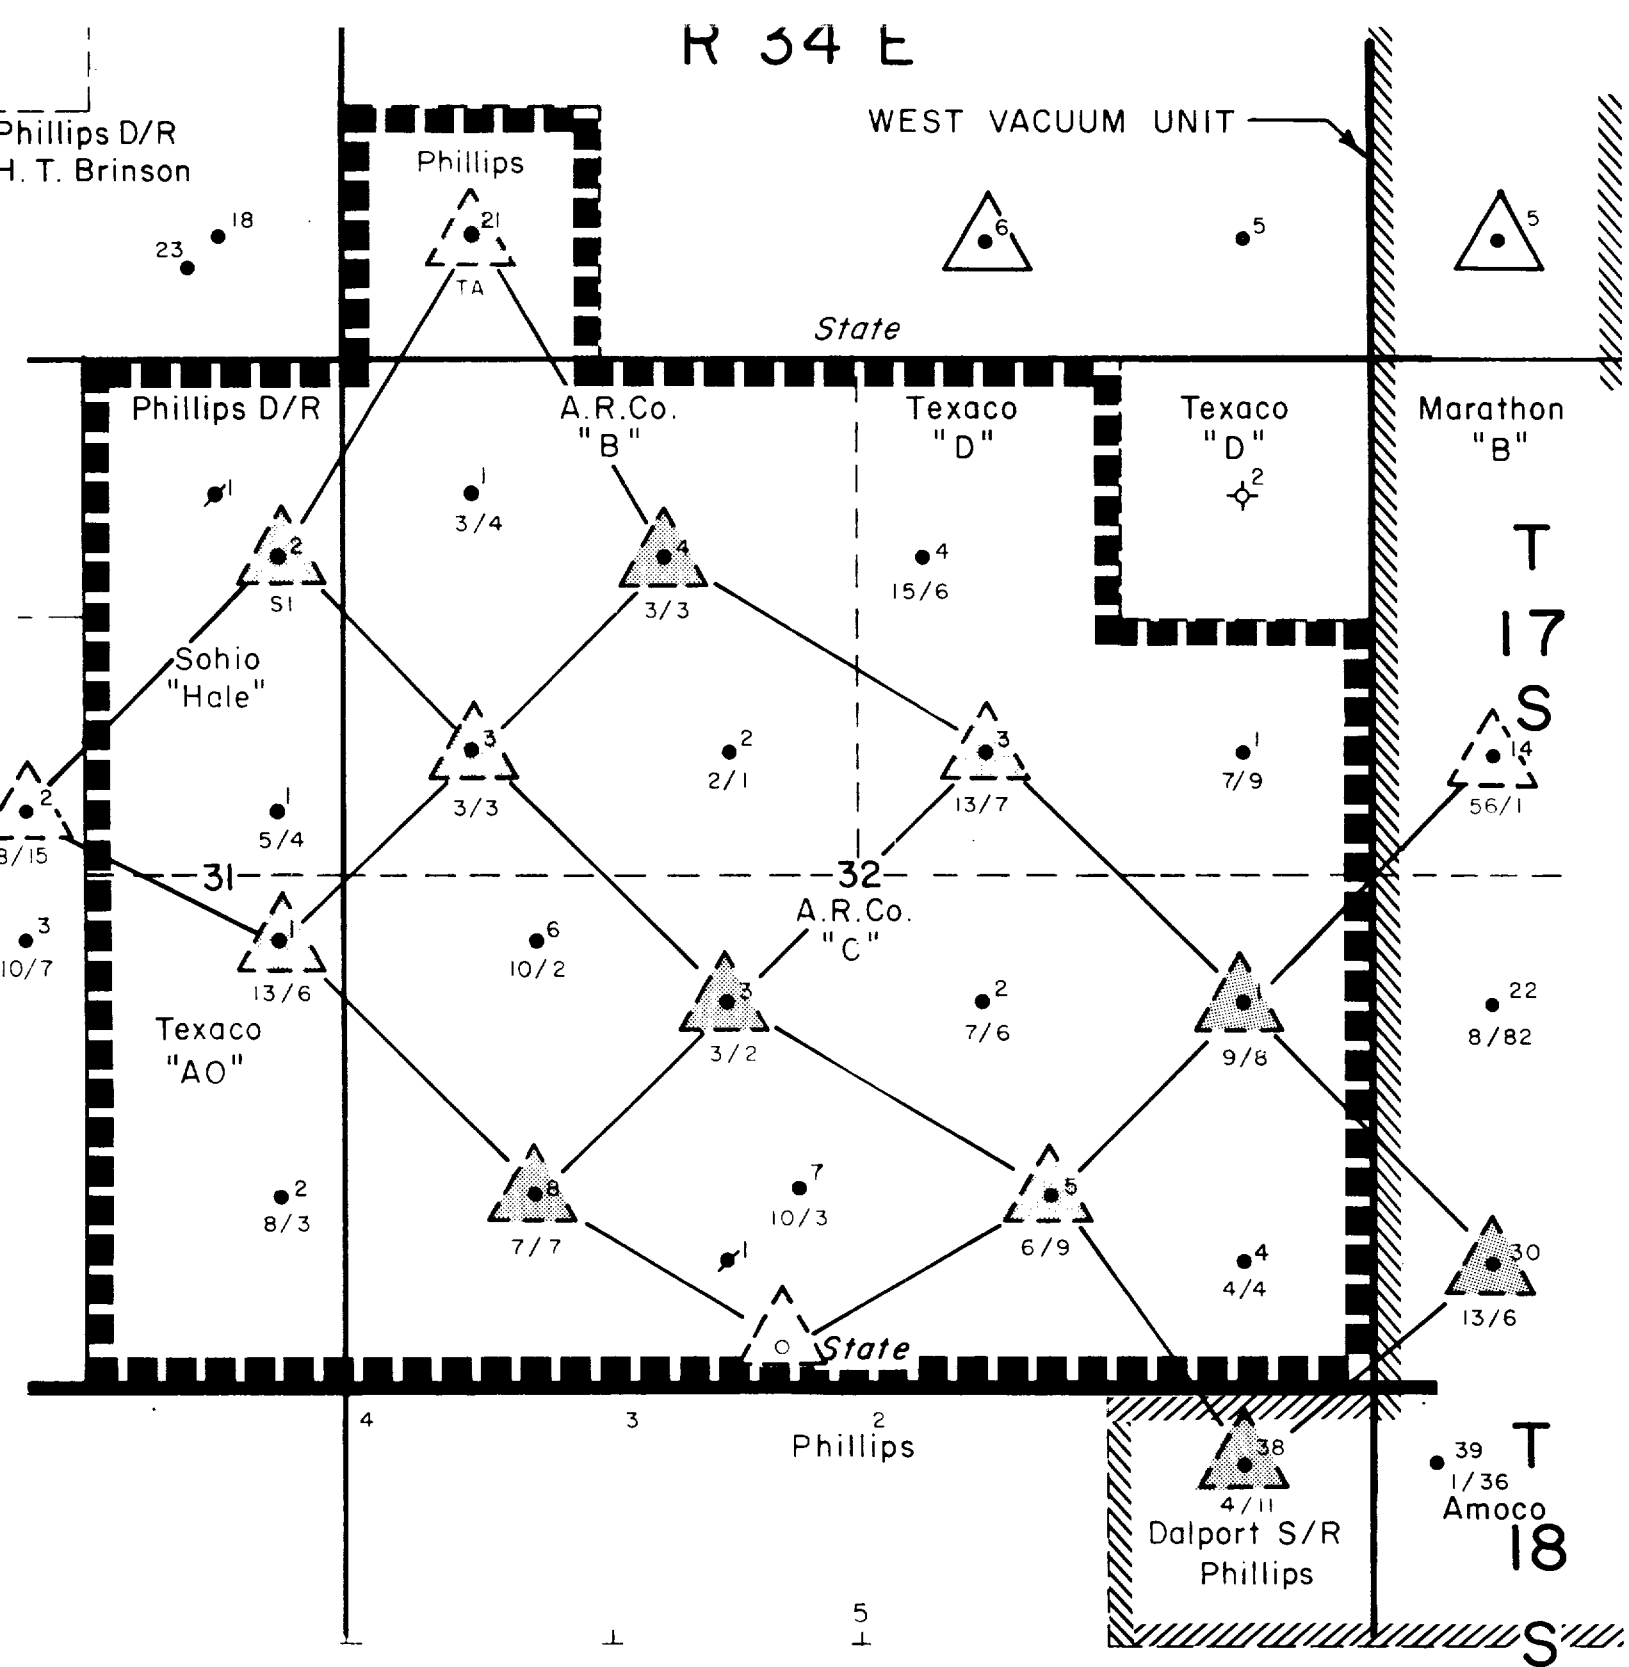 R 34 E
WEST VACUUM UNIT
Phillips D/R
H. T. Brinson
Phillips
18
23
21
TA
6
5
5
State
Phillips D/R
A.R.Co.
"B"
Texaco
"D"
Texaco
"D"
Marathon
"B"
1
1
3/4
2
2
SI
4
3/3
4
15/6
T
17
S
Sohio
"Hale"
3
3/3
2
2/1
3
13/7
1
7/9
14
56/1
2
8/15
1
5/4
31
32
A.R.Co.
"C"
3
10/7
1
13/6
6
10/2
3
3/2
2
7/6
1
9/8
22
8/82
Texaco
"AO"
2
8/3
8
7/7
7
10/3
1
5
6/9
4
4/4
30
13/6
State
4
3
2
Phillips
38
4/11
Dalport S/R
Phillips
39
1/36
Amoco
T
18
S
5